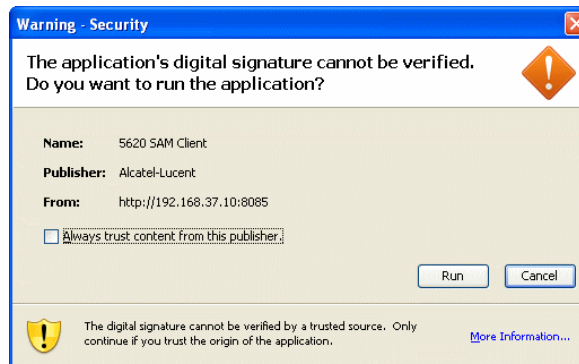 Warning - Security
The application's digital signature cannot be verified.
Do you want to run the application?
Name: 5620 SAM Client
Publisher: Alcatel-Lucent
From: http://192.168.37.10:8085
Always trust content from this publisher.
Run Cancel
The digital signature cannot be verified by a trusted source. Only
continue if you trust the origin of the application.
More Information...